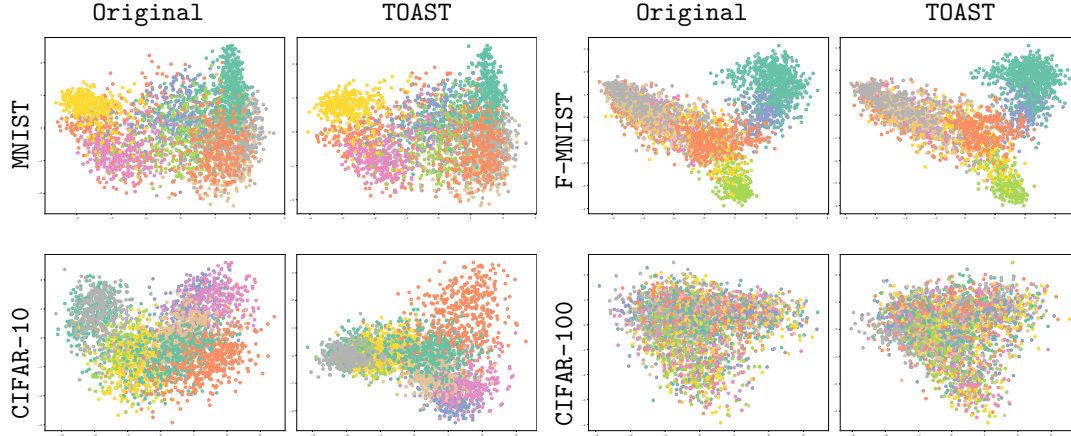 Original TOAST Original TOAST
MNIST
F-MNIST
CIFAR-10
CIFAR-100